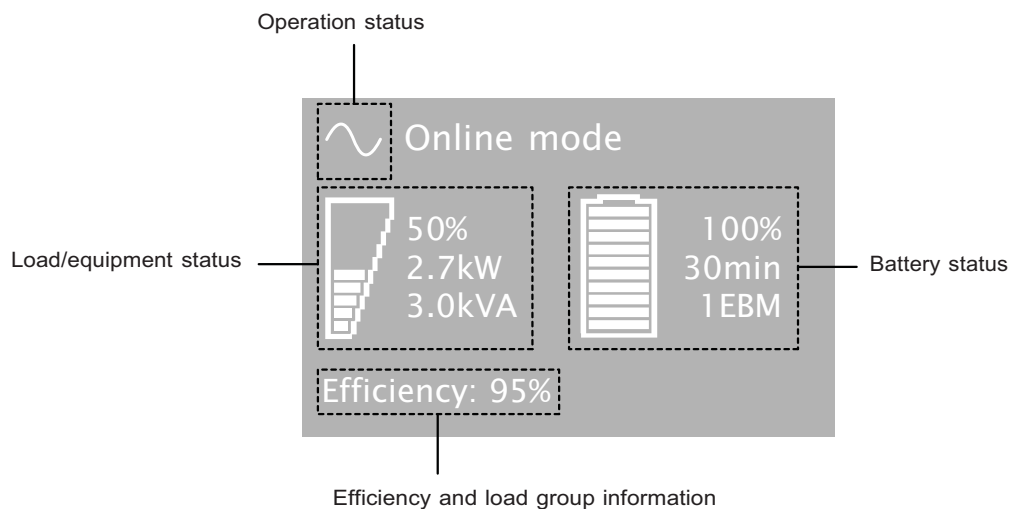 Operation status
Online mode
Load/equipment status
50%
2.7kW
3.0kVA
100%
30min
1EBM
Battery status
Efficiency: 95%
Efficiency and load group information